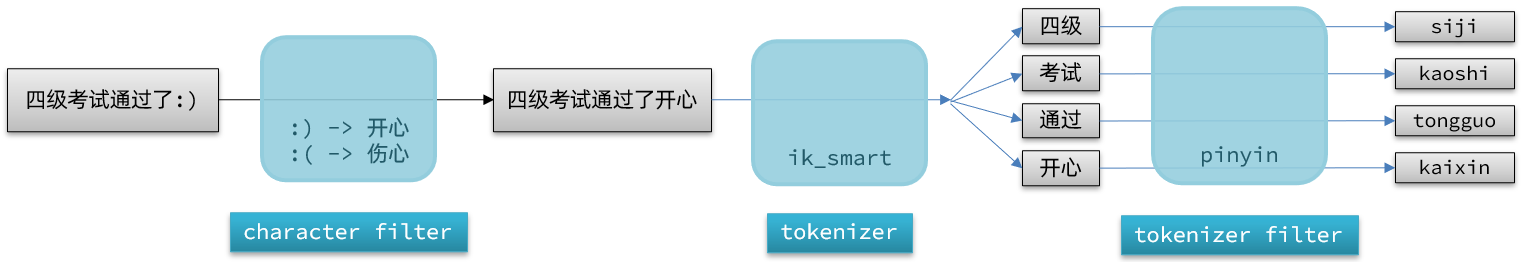 四级考试通过了:)
:) -> 开心
:( -> 伤心
character filter
四级考试通过了开心
ik_smart
tokenizer
四级
考试
通过
开心
pinyin
tokenizer filter
siji
kaoshi
tongguo
kaixin